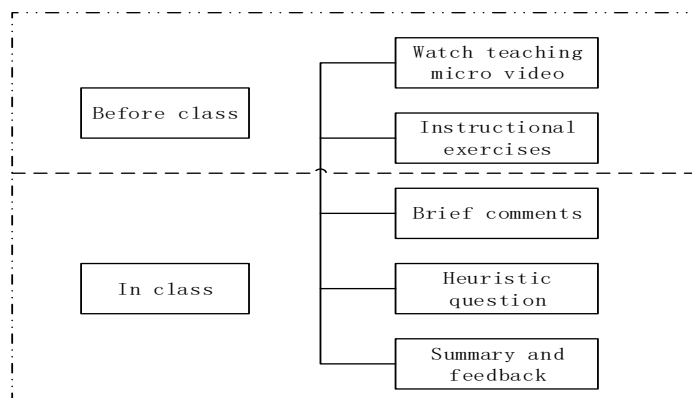 Watch teaching
micro video
Before class
Instructional
exercises
Brief comments
In class
Heuristic
question
Summary and
feedback